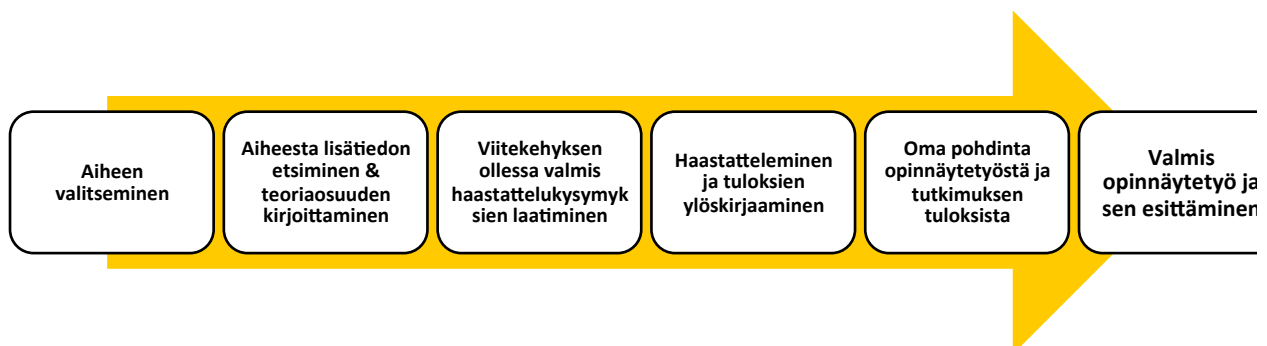 Aiheen
valitseminen
Aiheesta lisätiedon
etsiminen &
teoriaosuuden
kirjoittaminen
Viitekehyksen
ollessa valmis
haastattelukysymyk
sien laatiminen
Haastatteleminen
ja tuloksien
ylöskirjaaminen
Oma pohdinta
opinnäytetyöstä ja
tutkimuksen
tuloksista
Valmis
opinnäytetyö ja
sen esittäminen